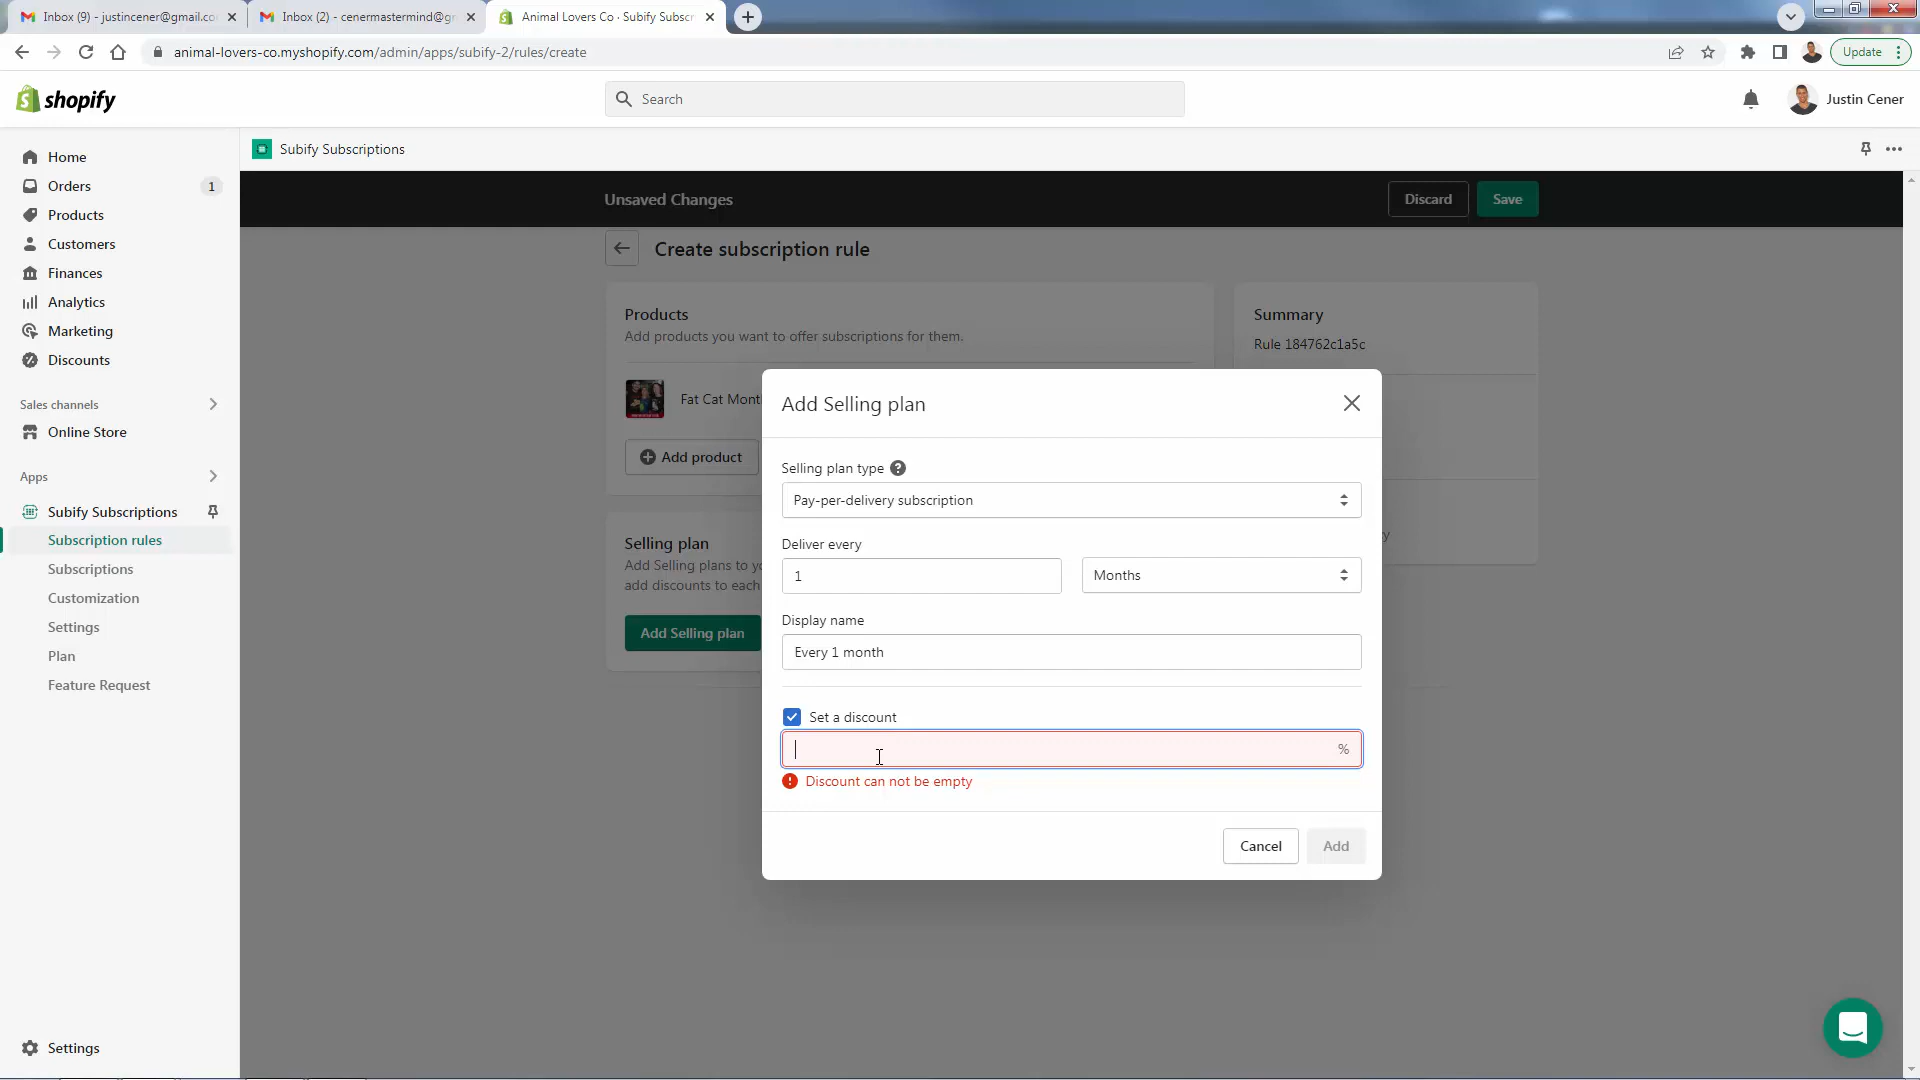 Inbox (9) - justincener@gmail.co
Inbox (2) - cenermastermind@gr
Animal Lovers Co · Subify Subscr
animal-lovers-co.myshopify.com/admin/apps/subify-2/rules/create
Update
shopify
Search
Justin Cener
Home
Orders
1
Products
Customers
Finances
Analytics
Marketing
Discounts
Sales channels
Online Store
Apps
Subify Subscriptions
Subscription rules
Subscriptions
Customization
Settings
Plan
Feature Request
Settings
Subify Subscriptions
Unsaved Changes
Discard
Save
Create subscription rule
Products
Add products you want to offer subscriptions for them.
Fat Cat Mont
Add product
Selling plan
Add Selling plans to yo
add discounts to each
Add Selling plan
Summary
Rule 184762c1a5c
y
Add Selling plan
Selling plan type
Pay-per-delivery subscription
Deliver every
1
Months
Display name
Every 1 month
Set a discount
%
Discount can not be empty
Cancel
Add